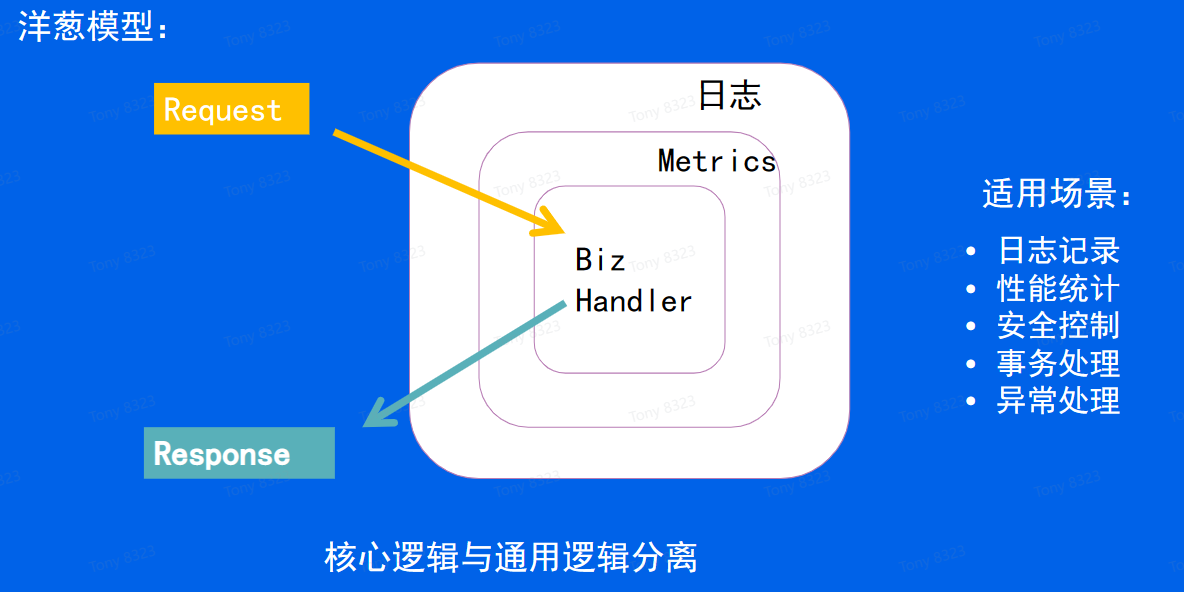 洋葱模型：
Request
日志
Metrics
Biz
Handler
Response
适用场景：
• 日志记录
• 性能统计
• 安全控制
• 事务处理
• 异常处理
核心逻辑与通用逻辑分离
Tony 8323